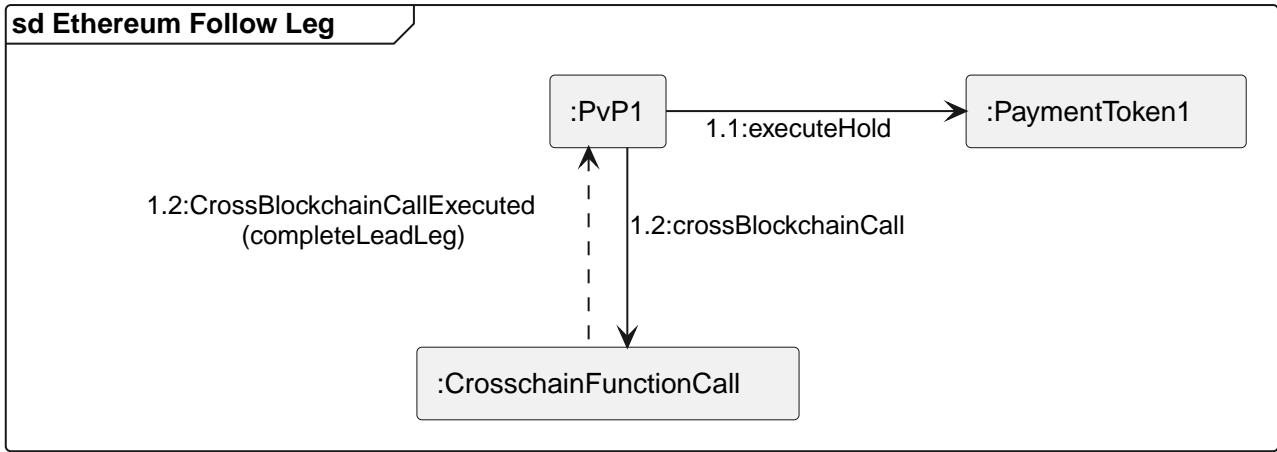 sd Ethereum Follow Leg
:PvP1
:PaymentToken1
1.1:executeHold
1.2:CrossBlockchainCallExecuted
(completeLeadLeg)
1.2:crossBlockchainCall
:CrosschainFunctionCall